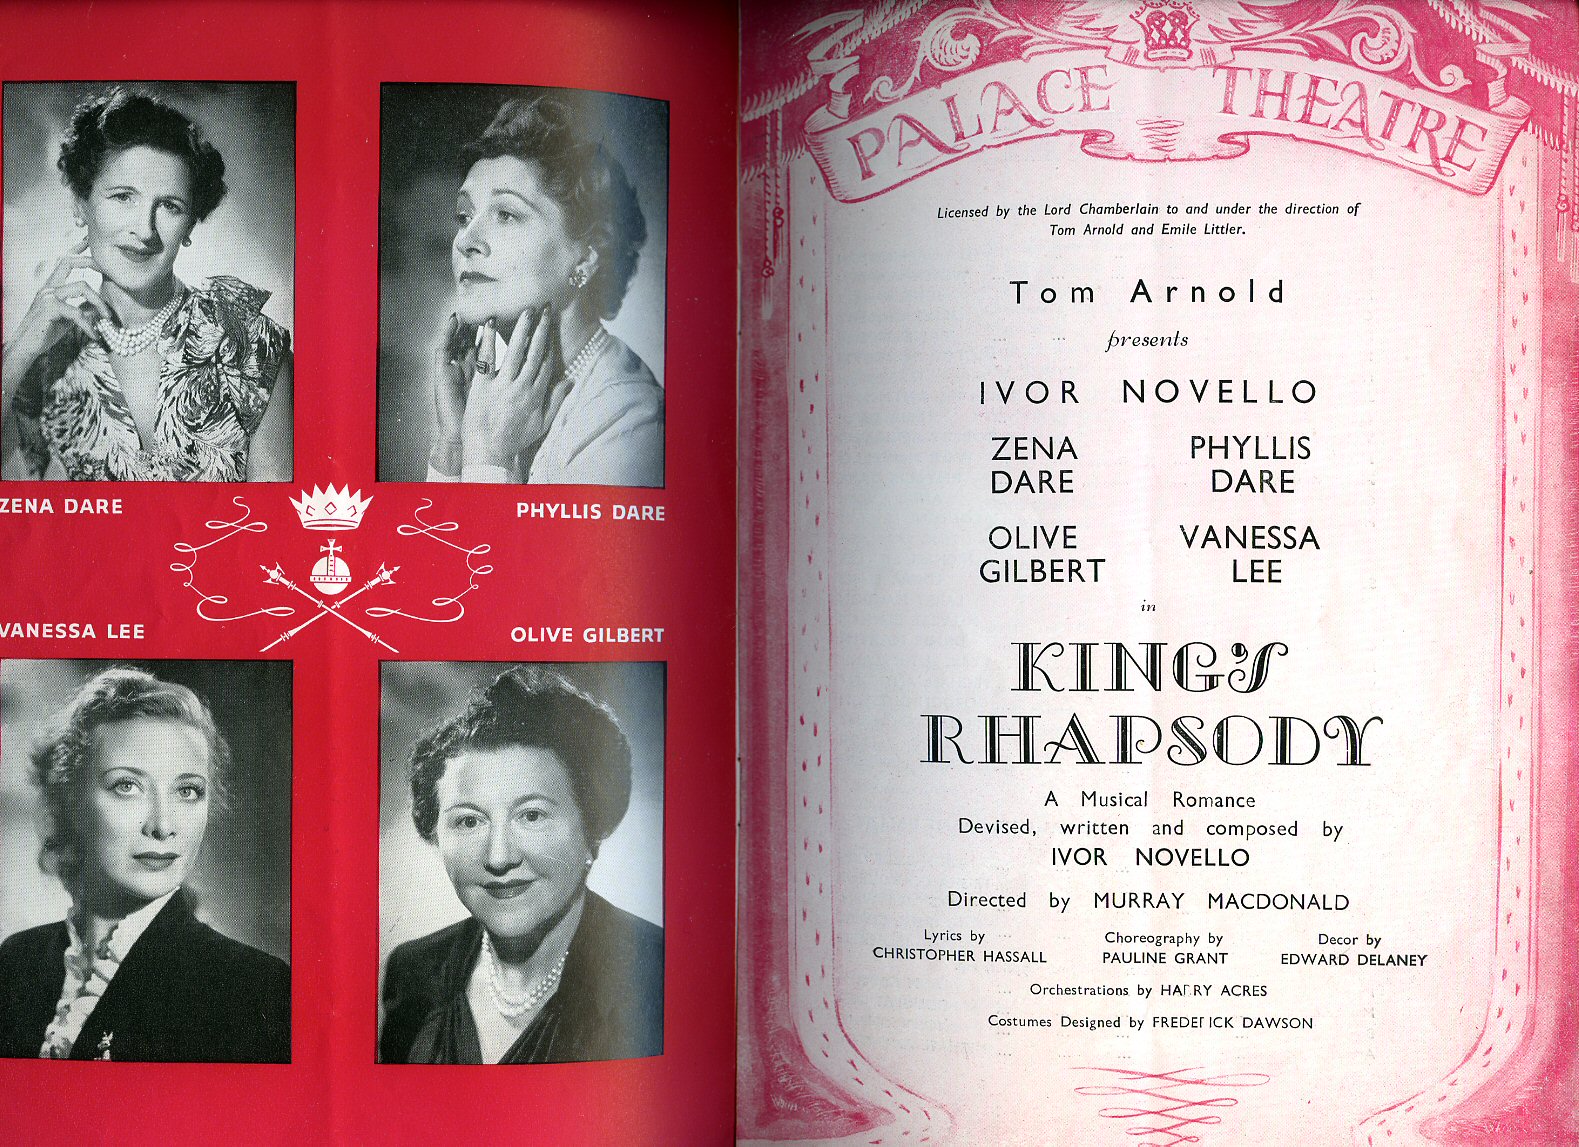 ZENA DARE
PHYLLIS DARE
VANESSA LEE
OLIVE GILBERT
PALACE THEATRE
Licensed by the Lord Chamberlain to and under the direction of
Tom Arnold and Emile Littler.
Tom Arnold
presents
IVOR NOVELLO
ZENA DARE
PHYLLIS DARE
OLIVE GILBERT
VANESSA LEE
in
KING'S
RHAPSODY
A Musical Romance
Devised, written and composed by
IVOR NOVELLO
Directed by MURRAY MACDONALD
Lyrics by
CHRISTOPHER HASSALL
Choreography by
PAULINE GRANT
Decor by
EDWARD DELANEY
Orchestrations by HARRY ACRES
Costumes Designed by FREDERICK DAWSON